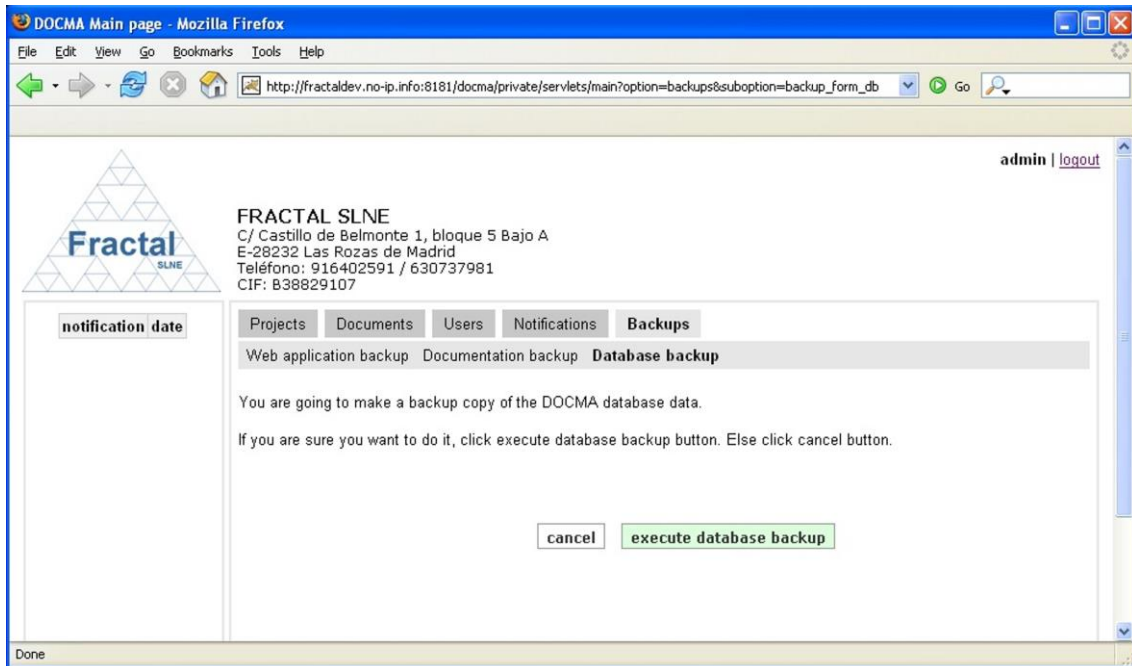 DOCMA Main page - Mozilla Firefox
File Edit View Go Bookmarks Tools Help
http://fractaldev.no-ip.info:8181/docma/private/servlets/main?option=backups&suboption=backup_form_db Go
admin | logout
Fractal
SLNE
FRACTAL SLNE
C/ Castillo de Belmonte 1, bloque 5 Bajo A
E-28232 Las Rozas de Madrid
Teléfono: 916402591 / 630737981
CIF: B38829107
notification date
Projects Documents Users Notifications Backups
Web application backup Documentation backup Database backup
You are going to make a backup copy of the DOCMA database data.
If you are sure you want to do it, click execute database backup button. Else click cancel button.
cancel execute database backup
Done